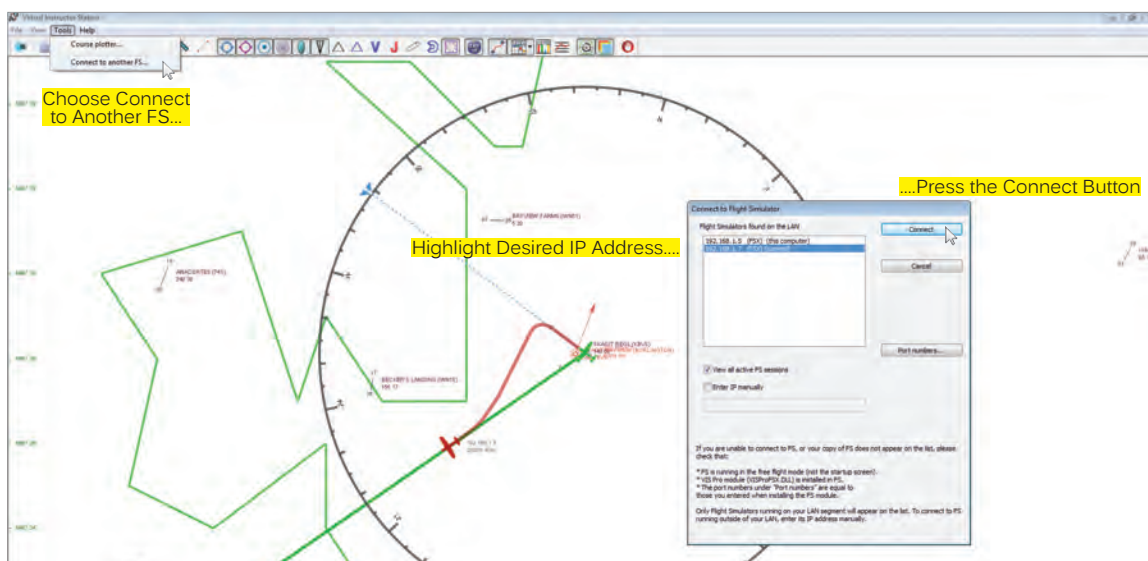 Virtual Instructor Station
File View Tools Help
Course plotter...
Connect to another FS...
Choose Connect
to Another FS...
....Press the Connect Button
Connect to Flight Simulator
Flight Simulators found on the LAN:
Connect
192.168.1.5 (FSX) (this computer)
Highlight Desired IP Address....
Cancel
ANACORTES (74S)
SKAGIT RGNL (KBVS)
Port numbers...
View all active FS sessions
Enter IP manually
If you are unable to connect to FS, or your copy of FS does not appear on the list, please
check that:
* FS is running in the free flight mode (not the startup screen).
* VIS Pro module (VISProFSX.DLL) is installed in FS.
* The port numbers under "Port numbers" are equal to
those you entered when installing the FS module.
Only Flight Simulators running on your LAN segment will appear on the list. To connect to FS
running outside of your LAN, enter its IP address manually.